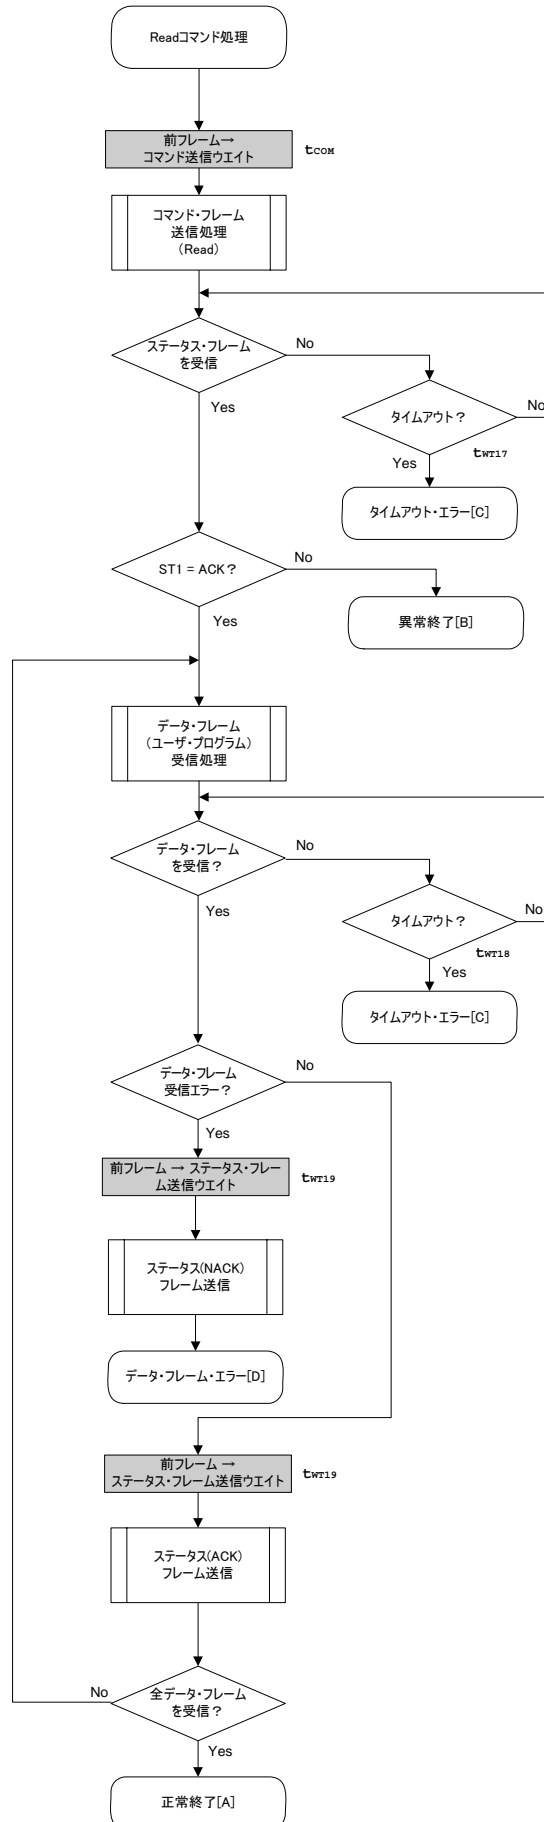 Readコマンド処理
前フレーム→
コマンド送信ウエイト
tCOM
コマンド・フレーム
送信処理
(Read)
ステータス・フレーム
を受信
No
Yes
タイムアウト？
No
tWT17
Yes
タイムアウト・エラー[C]
ST1 = ACK？
No
Yes
異常終了[B]
データ・フレーム
(ユーザ・プログラム)
受信処理
データ・フレーム
を受信？
No
Yes
タイムアウト？
No
tWT18
Yes
タイムアウト・エラー[C]
データ・フレーム
受信エラー？
No
Yes
前フレーム → ステータス・フレー
ム送信ウエイト
tWT19
ステータス(NACK)
フレーム送信
データ・フレーム・エラー[D]
前フレーム →
ステータス・フレーム送信ウエイト
tWT19
ステータス(ACK)
フレーム送信
全データ・フレーム
を受信？
No
Yes
正常終了[A]